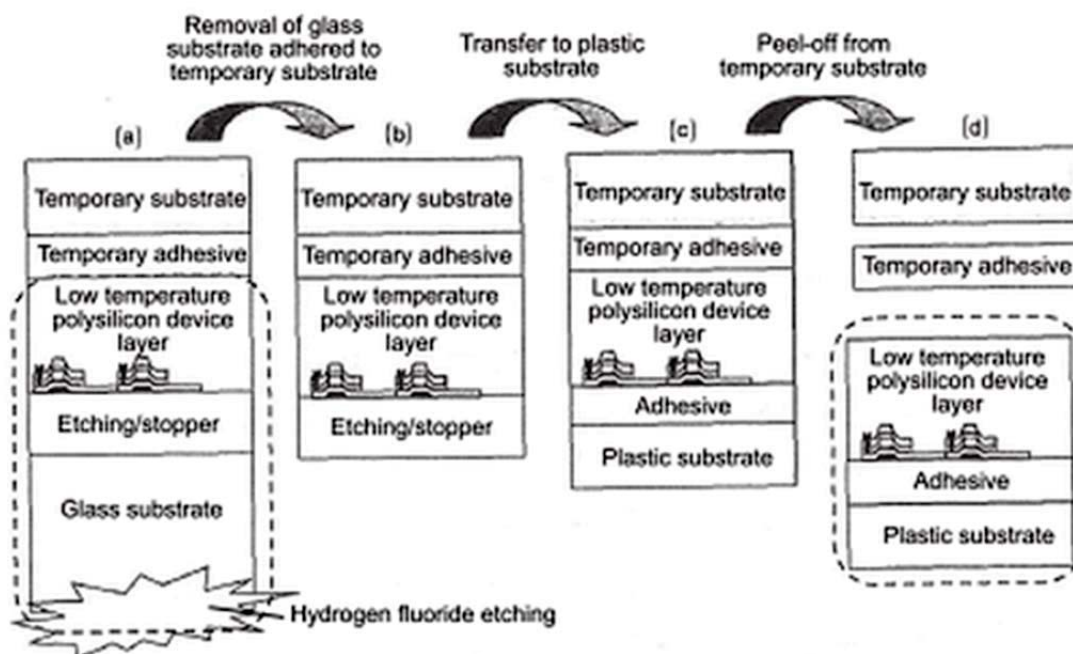 Removal of glass
substrate adhered to
temporary substrate
Transfer to plastic
substrate
Peel-off from
temporary substrate
(a)
(b)
(c)
(d)
Temporary substrate
Temporary adhesive
Low temperature
polysilicon device
layer
Etching/stopper
Glass substrate
Hydrogen fluoride etching
Temporary substrate
Temporary adhesive
Low temperature
polysilicon device
layer
Etching/stopper
Temporary substrate
Temporary adhesive
Low temperature
polysilicon device
layer
Adhesive
Plastic substrate
Temporary substrate
Temporary adhesive
Low temperature
polysilicon device
layer
Adhesive
Plastic substrate